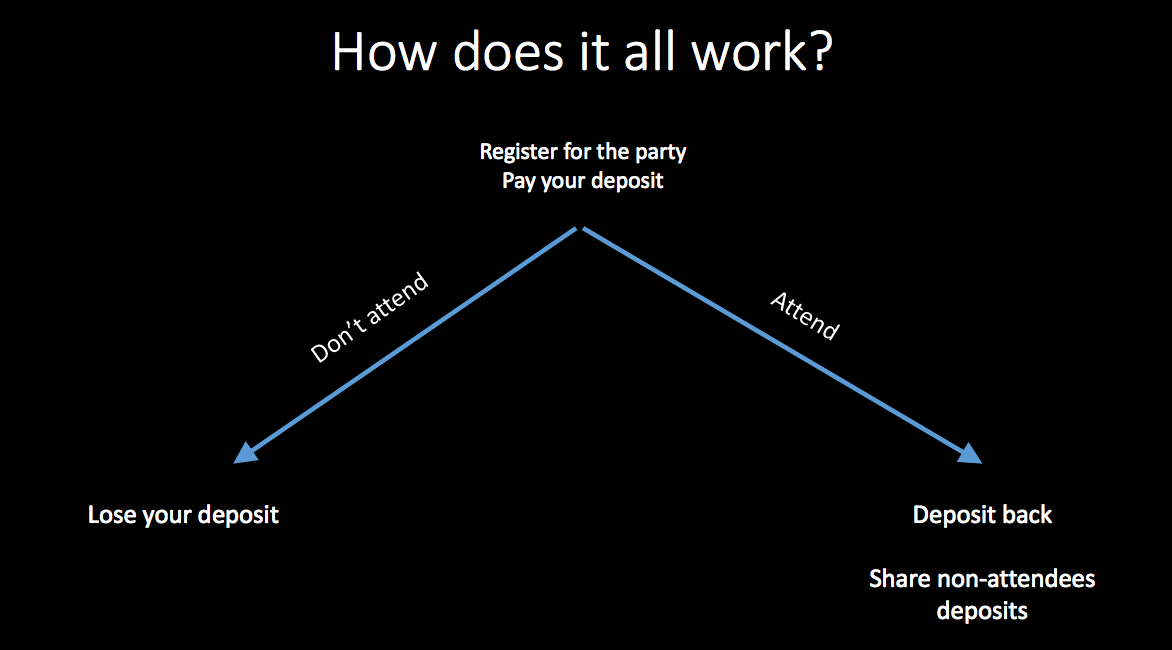 How does it all work?
Register for the party
Pay your deposit
Don’t attend
Attend
Lose your deposit
Deposit back
Share non-attendees
deposits